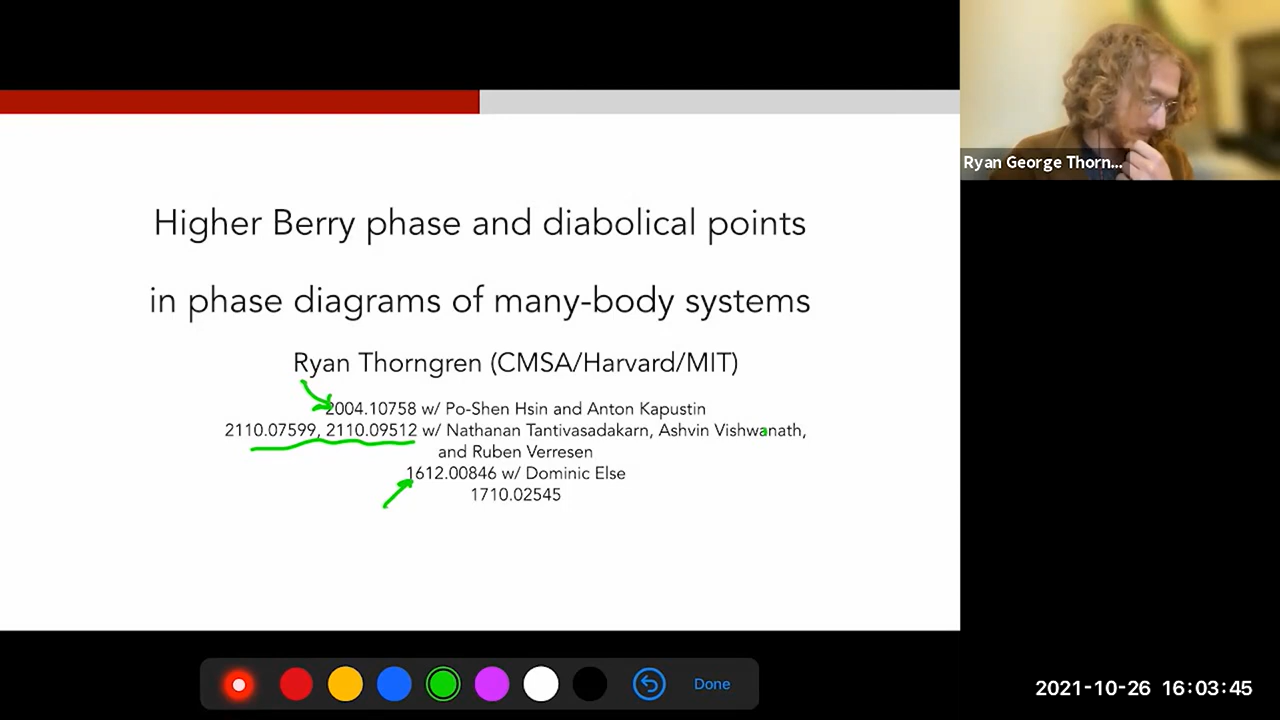 Higher Berry phase and diabolical points
in phase diagrams of many-body systems
Ryan Thorngren (CMSA/Harvard/MIT)
2004.10758 w/ Po-Shen Hsin and Anton Kapustin
2110.07599, 2110.09512 w/ Nathanan Tantivasadakarn, Ashvin Vishwanath,
and Ruben Verresen
1612.00846 w/ Dominic Else
1710.02545
Ryan George Thorn...
Done
2021-10-26 16:03:45